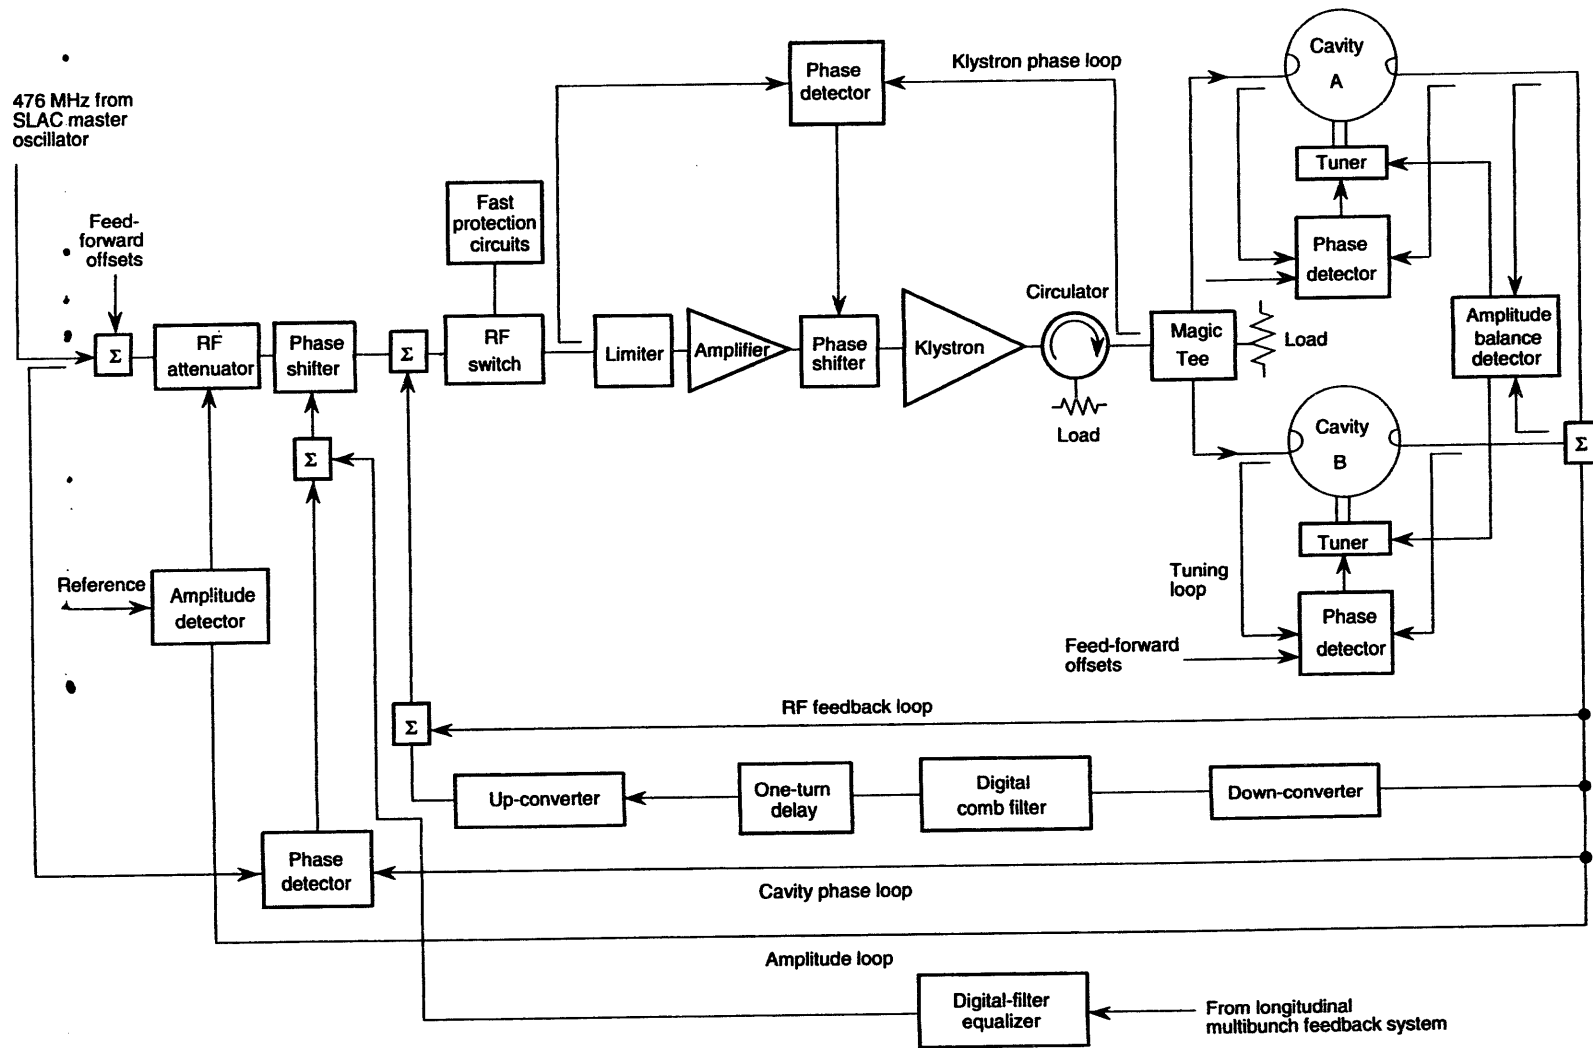 476 MHz from
SLAC master
oscillator
Feed-
forward
offsets
Σ
RF
attenuator
Phase
shifter
Σ
Fast
protection
circuits
Σ
RF
switch
Phase
detector
Klystron phase loop
Limiter
Amplifier
Phase
shifter
Klystron
Circulator
Load
Magic
Tee
Load
Cavity
A
Tuner
Phase
detector
Amplitude
balance
detector
Cavity
B
Σ
Tuner
Tuning
loop
Phase
detector
Feed-forward
offsets
Reference
Amplitude
detector
RF feedback loop
Σ
Up-converter
One-turn
delay
Digital
comb filter
Down-converter
Phase
detector
Cavity phase loop
Amplitude loop
Digital-filter
equalizer
From longitudinal
multibunch feedback system